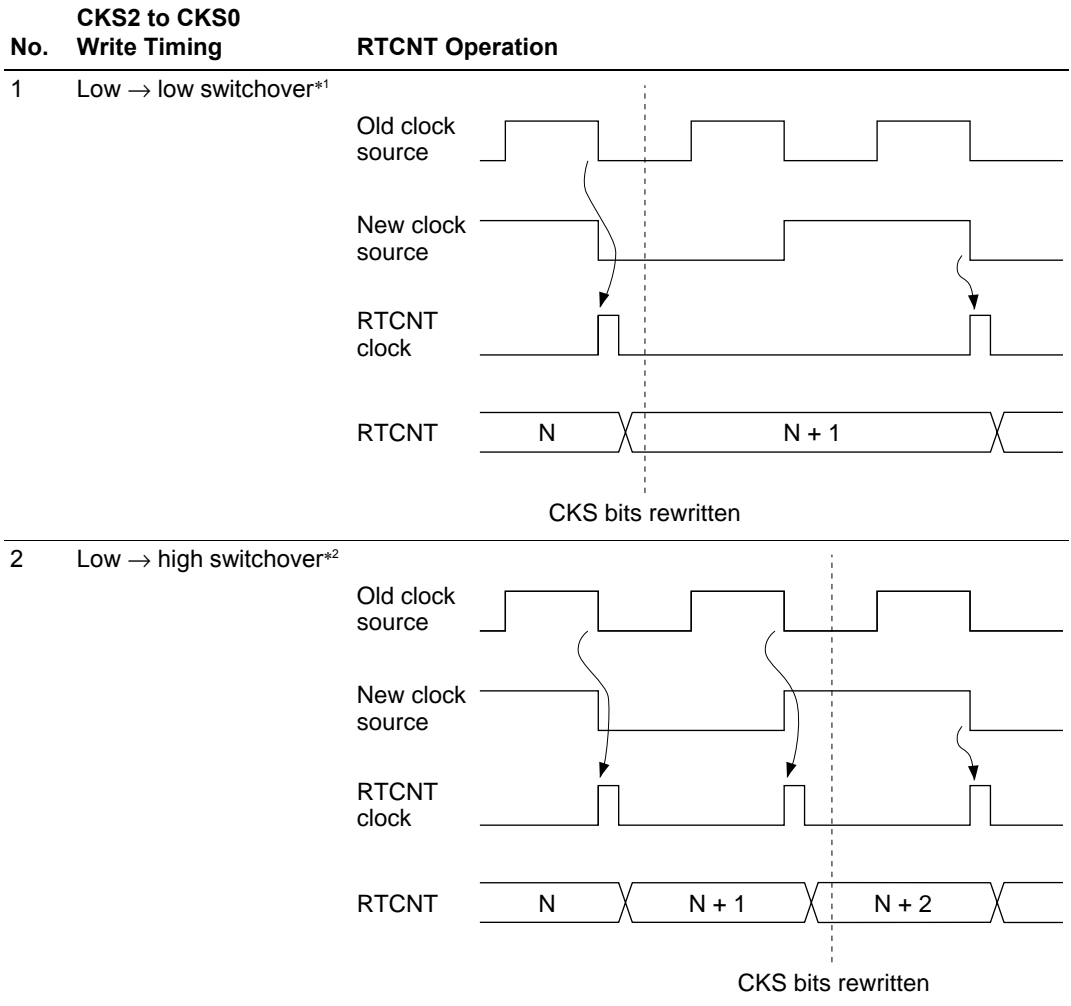 CKS2 to CKS0
No. Write Timing RTCNT Operation
1 Low → low switchover*1
Old clock
source
New clock
source
RTCNT
clock
RTCNT N N + 1
CKS bits rewritten
2 Low → high switchover*2
Old clock
source
New clock
source
RTCNT
clock
RTCNT N N + 1 N + 2
CKS bits rewritten